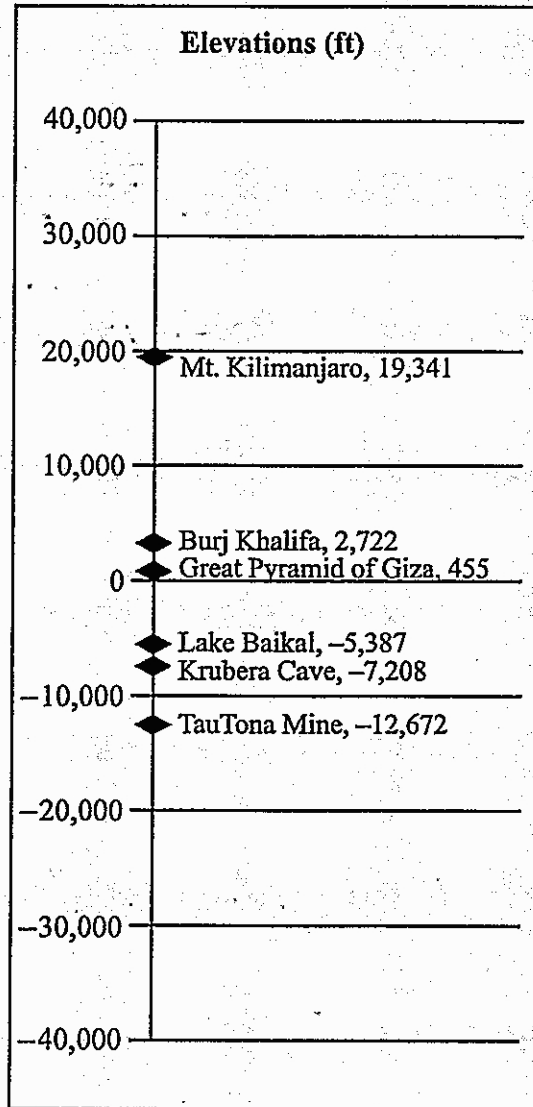 Elevations (ft)
40,000
30,000
20,000
Mt. Kilimanjaro, 19,341
10,000
Burj Khalifa, 2,722
Great Pyramid of Giza, 455
0
Lake Baikal, –5,387
Krubera Cave, –7,208
–10,000
TauTona Mine, –12,672
–20,000
–30,000
–40,000